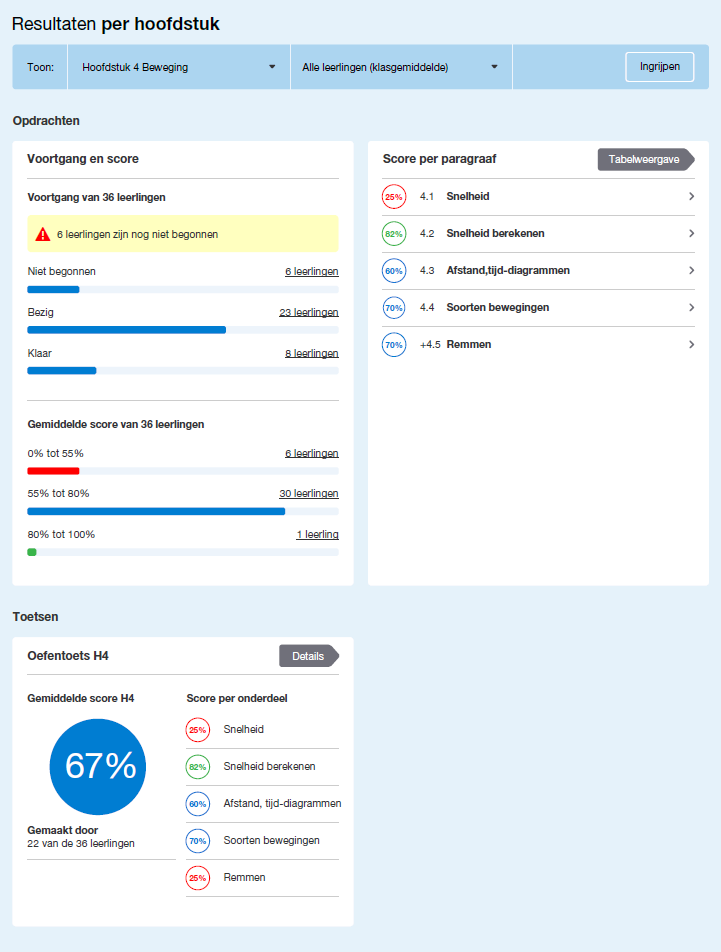 Resultaten per hoofdstuk
Toon:
Hoofdstuk 4 Beweging
Alle leerlingen (klasgemiddelde)
Ingrijpen
Opdrachten
Voortgang en score
Voortgang van 36 leerlingen
6 leerlingen zijn nog niet begonnen
Niet begonnen 6 leerlingen
Bezig 23 leerlingen
Klaar 8 leerlingen
Gemiddelde score van 36 leerlingen
0% tot 55% 6 leerlingen
55% tot 80% 30 leerlingen
80% tot 100% 1 leerling
Score per paragraaf
Tabelweergave
25% 4.1 Snelheid
82% 4.2 Snelheid berekenen
60% 4.3 Afstand,tijd-diagrammen
70% 4.4 Soorten bewegingen
70% +4.5 Remmen
Toetsen
Oefentoets H4
Details
Gemiddelde score H4
67%
Gemaakt door
22 van de 36 leerlingen
Score per onderdeel
25% Snelheid
82% Snelheid berekenen
60% Afstand, tijd-diagrammen
70% Soorten bewegingen
25% Remmen